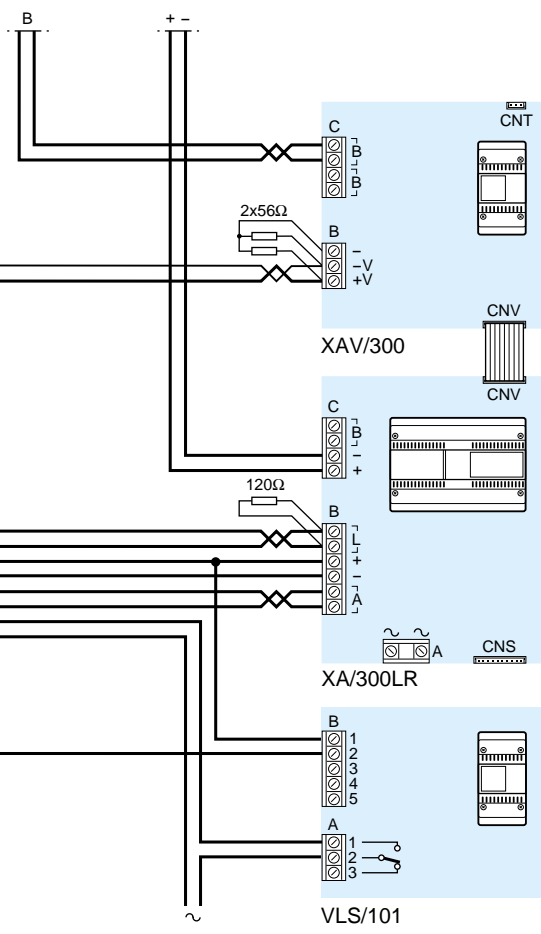 B
+ –
CNT
C
B
B
2x56Ω
B
–
–V
+V
CNV
XAV/300
CNV
C
B
–
+
120Ω
B
L
+
–
A
~ ~
A
CNS
XA/300LR
B
1
2
3
4
5
A
1
2
3
~
VLS/101